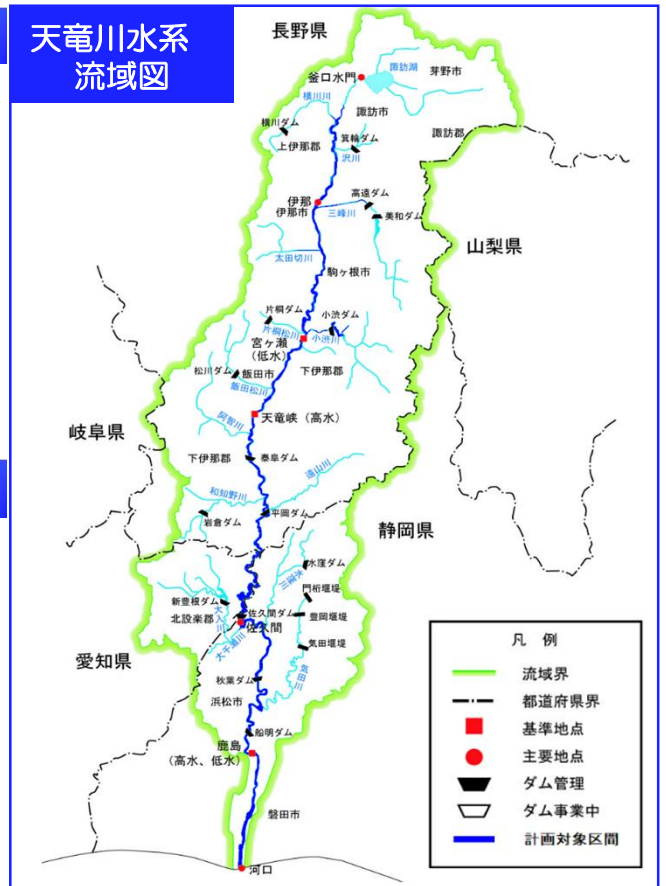 天竜川水系
流域図
長野県
釜口水門
諏訪湖
茅野市
横川川
諏訪市
横川ダム
箕輪ダム
諏訪郡
上伊那郡
沢川
高遠ダム
伊那
伊那市
三峰川
美和ダム
山梨県
太田切川
駒ヶ根市
片桐ダム
小渋ダム
片桐松川
宮ヶ瀬
(低水)
小渋川
松川ダム
飯田市
下伊那郡
飯田松川
天竜峡(高水)
阿智川
岐阜県
下伊那郡
泰阜ダム
遠山川
和知野川
岩倉ダム
平岡ダム
静岡県
水窪ダム
水窪川
門桁堰堤
新豊根ダム
佐久間ダム
豊岡堰堤
北設楽郡
大入川
佐久間
大千瀬川
気田堰堤
愛知県
気田川
秋葉ダム
浜松市
船明ダム
鹿島
(高水、低水)
磐田市
河口
凡 例
流域界
都道府県界
基準地点
主要地点
ダム管理
ダム事業中
計画対象区間